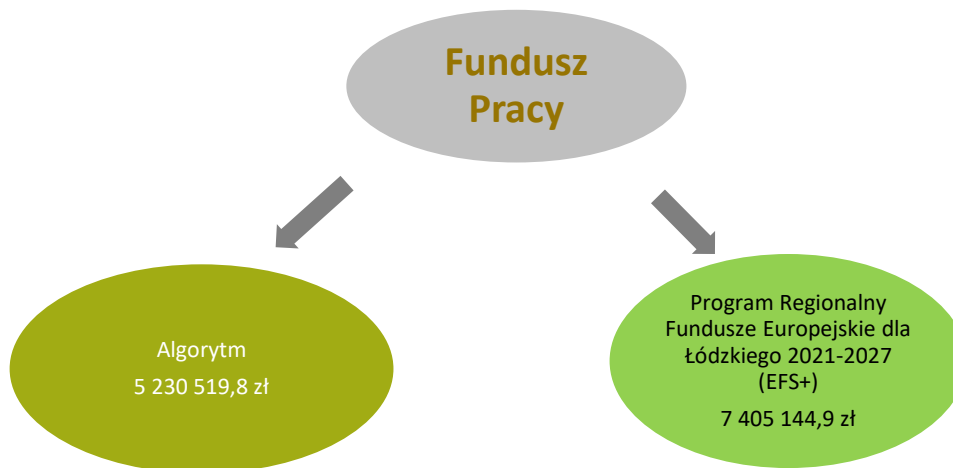 Fundusz
Pracy
Algorytm
5 230 519,8 zł
Program Regionalny
Fundusze Europejskie dla
Łódzkiego 2021-2027
(EFS+)
7 405 144,9 zł